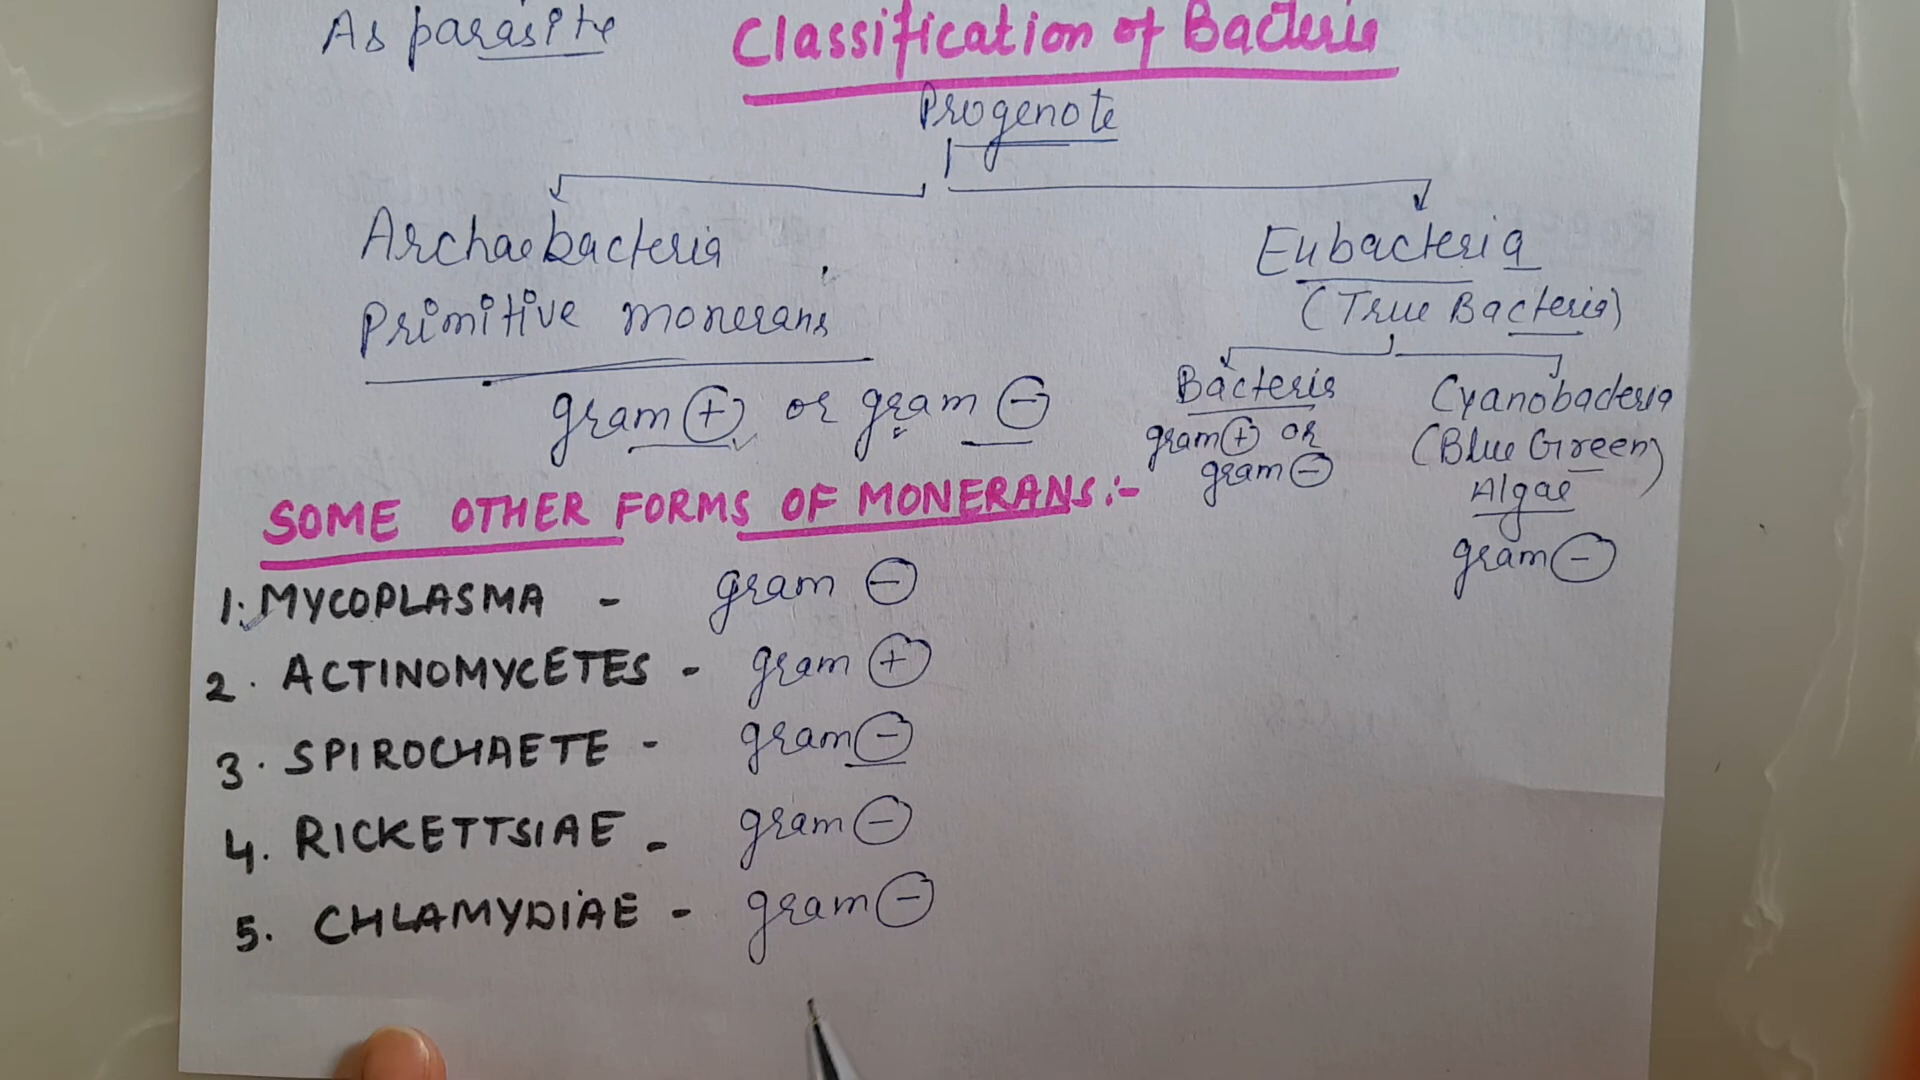 As parasite
Classification of Bacteria
Progenote
Archaebacteria
Primitive monerans
gram ⊕ or gram ⊖
Eubacteria
(True Bacteria)
Bacteria
gram ⊕ or
gram ⊖
Cyanobacteria
(Blue Green)
Algae
gram ⊖
SOME OTHER FORMS OF MONERANS:-
1. MYCOPLASMA - gram ⊖
2. ACTINOMYCETES - gram ⊕
3. SPIROCHAETE - gram ⊖
4. RICKETTSIAE - gram ⊖
5. CHLAMYDIAE - gram ⊖